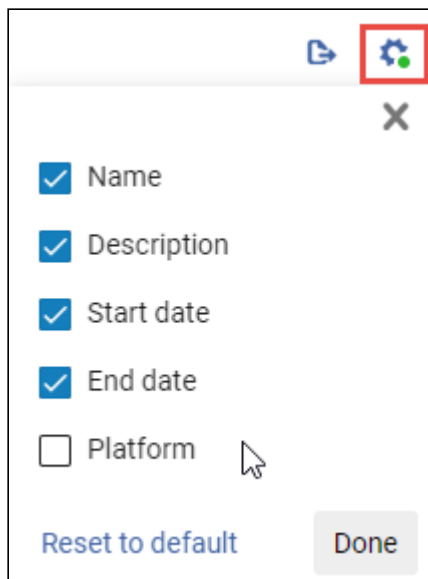 Name
Description
Start date
End date
Platform
Reset to default Done